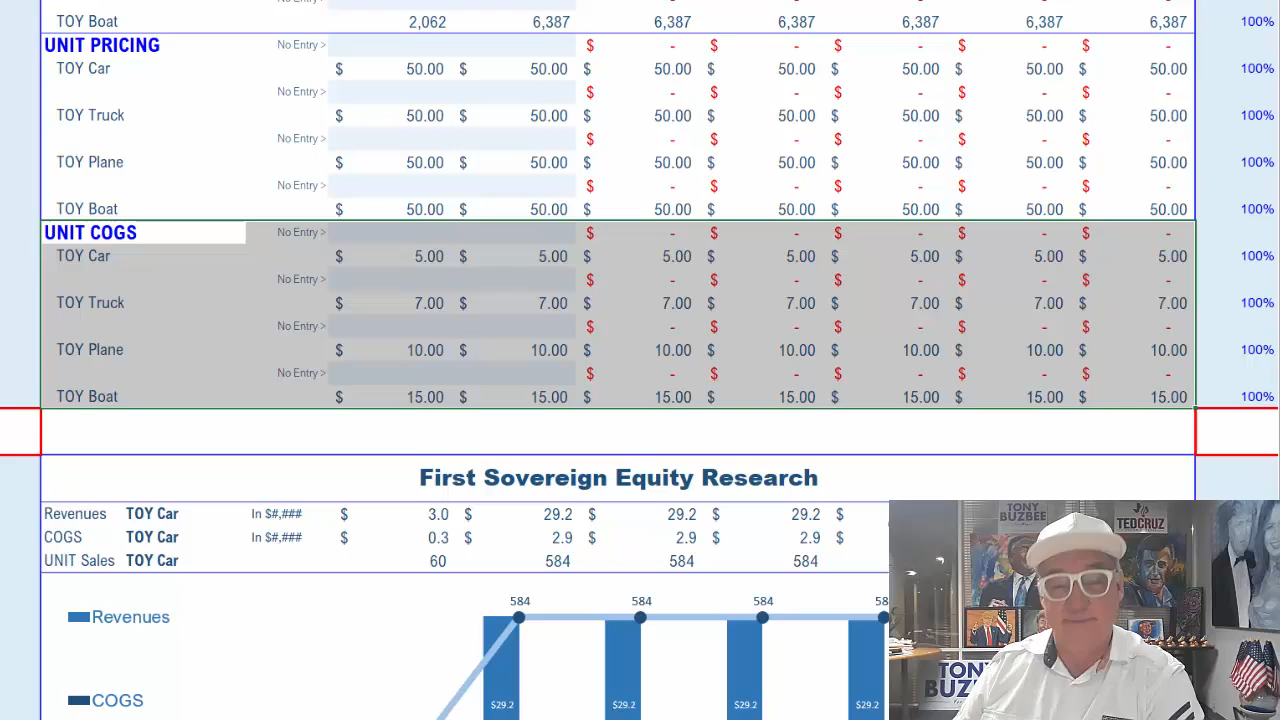 No Entry >
TOY Boat 2,062 6,387 6,387 6,387 6,387 6,387 6,387 100%
UNIT PRICING No Entry > $ - $ - $ - $ - $ -
TOY Car $ 50.00 $ 50.00 $ 50.00 $ 50.00 $ 50.00 $ 50.00 $ 50.00 100%
No Entry > $ - $ - $ - $ - $ -
TOY Truck $ 50.00 $ 50.00 $ 50.00 $ 50.00 $ 50.00 $ 50.00 $ 50.00 100%
No Entry > $ - $ - $ - $ - $ -
TOY Plane $ 50.00 $ 50.00 $ 50.00 $ 50.00 $ 50.00 $ 50.00 $ 50.00 100%
No Entry > $ - $ - $ - $ - $ -
TOY Boat $ 50.00 $ 50.00 $ 50.00 $ 50.00 $ 50.00 $ 50.00 $ 50.00 100%
UNIT COGS No Entry > $ - $ - $ - $ - $ -
TOY Car $ 5.00 $ 5.00 $ 5.00 $ 5.00 $ 5.00 $ 5.00 $ 5.00 100%
No Entry > $ - $ - $ - $ - $ -
TOY Truck $ 7.00 $ 7.00 $ 7.00 $ 7.00 $ 7.00 $ 7.00 $ 7.00 100%
No Entry > $ - $ - $ - $ - $ -
TOY Plane $ 10.00 $ 10.00 $ 10.00 $ 10.00 $ 10.00 $ 10.00 $ 10.00 100%
No Entry > $ - $ - $ - $ - $ -
TOY Boat $ 15.00 $ 15.00 $ 15.00 $ 15.00 $ 15.00 $ 15.00 $ 15.00 100%
First Sovereign Equity Research
Revenues TOY Car In $#,### $ 3.0 $ 29.2 $ 29.2 $ 29.2 $
COGS TOY Car In $#,### $ 0.3 $ 2.9 $ 2.9 $ 2.9 $
UNIT Sales TOY Car 60 584 584 584
584 584 584 58
Revenues
COGS
$29.2 $29.2 $29.2 $29.2
TONY
BUZBEE
TED CRUZ
TONY
BUZB